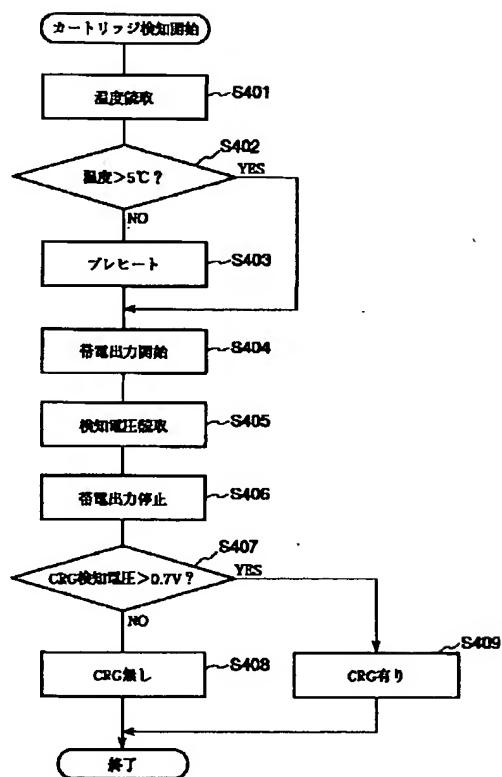 カートリッジ検知開始
温度読取
S401
S402
温度>5℃?
YES
NO
プレヒート
S403
帯電出力開始
S404
検知電圧読取
S405
帯電出力停止
S406
S407
CRG検知電圧>0.7V?
YES
NO
S409
CRG無し
S408
CRG有り
終了